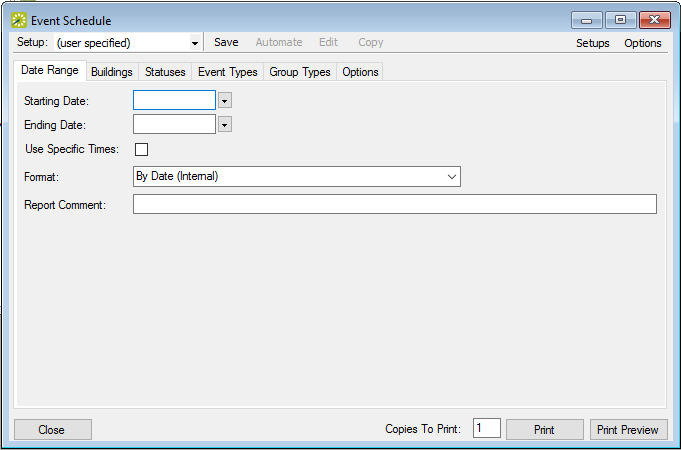 Event Schedule
Setup: (user specified) Save Automate Edit Copy Setups Options
Date Range Buildings Statuses Event Types Group Types Options
Starting Date:
Ending Date:
Use Specific Times:
Format: By Date (Internal)
Report Comment:
Close Copies To Print: 1 Print Print Preview